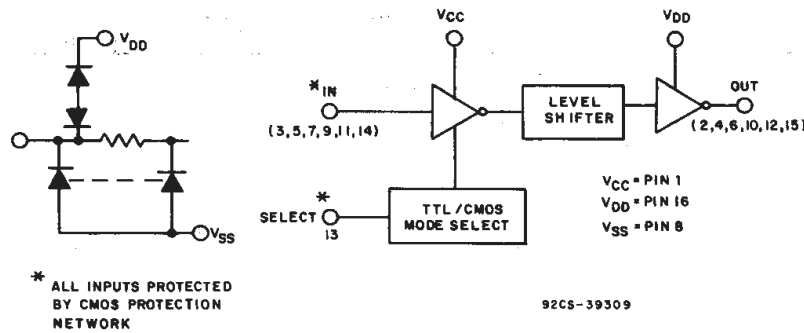 VDD
VSS
* ALL INPUTS PROTECTED
BY CMOS PROTECTION
NETWORK
VCC
VDD
* IN
(3,5,7,9,11,14)
LEVEL
SHIFTER
OUT
(2,4,6,10,12,15)
SELECT *
13
TTL/CMOS
MODE SELECT
VCC = PIN 1
VDD = PIN 16
VSS = PIN 8
92CS-39309